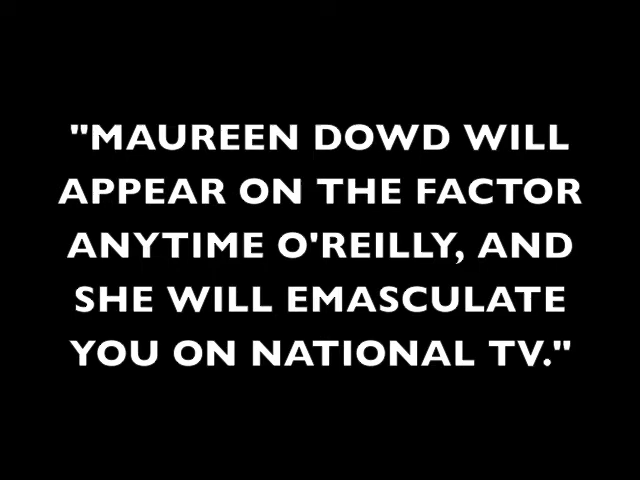 "MAUREEN DOWD WILL
APPEAR ON THE FACTOR
ANYTIME O'REILLY, AND
SHE WILL EMASCULATE
YOU ON NATIONAL TV."